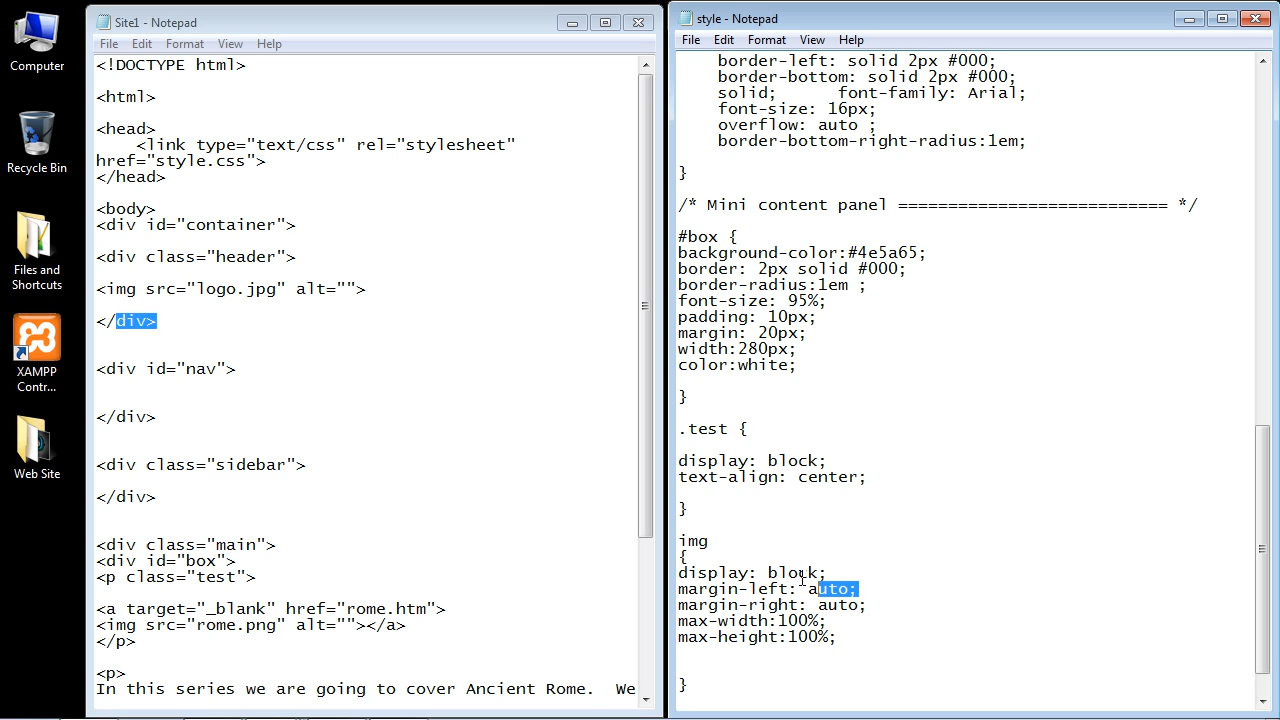 Computer
Recycle Bin
Files and
Shortcuts
XAMPP
Contr...
Web Site
Site1 - Notepad
File Edit Format View Help
<!DOCTYPE html>
<html>
<head>
<link type="text/css" rel="stylesheet"
href="style.css">
</head>
<body>
<div id="container">
<div class="header">
<img src="logo.jpg" alt="">
</div>
<div id="nav">
</div>
<div class="sidebar">
</div>
<div class="main">
<div id="box">
<p class="test">
<a target="_blank" href="rome.htm">
<img src="rome.png" alt=""></a>
</p>
<p>
In this series we are going to cover Ancient Rome.  We
style - Notepad
File Edit Format View Help
border-left: solid 2px #000;
border-bottom: solid 2px #000;
solid;      font-family: Arial;
font-size: 16px;
overflow: auto ;
border-bottom-right-radius:1em;
}
/* Mini content panel =========================== */
#box {
background-color:#4e5a65;
border: 2px solid #000;
border-radius:1em ;
font-size: 95%;
padding: 10px;
margin: 20px;
width:280px;
color:white;
}
.test {
display: block;
text-align: center;
}
img
{
display: block;
margin-left: auto;
margin-right: auto;
max-width:100%;
max-height:100%;
}